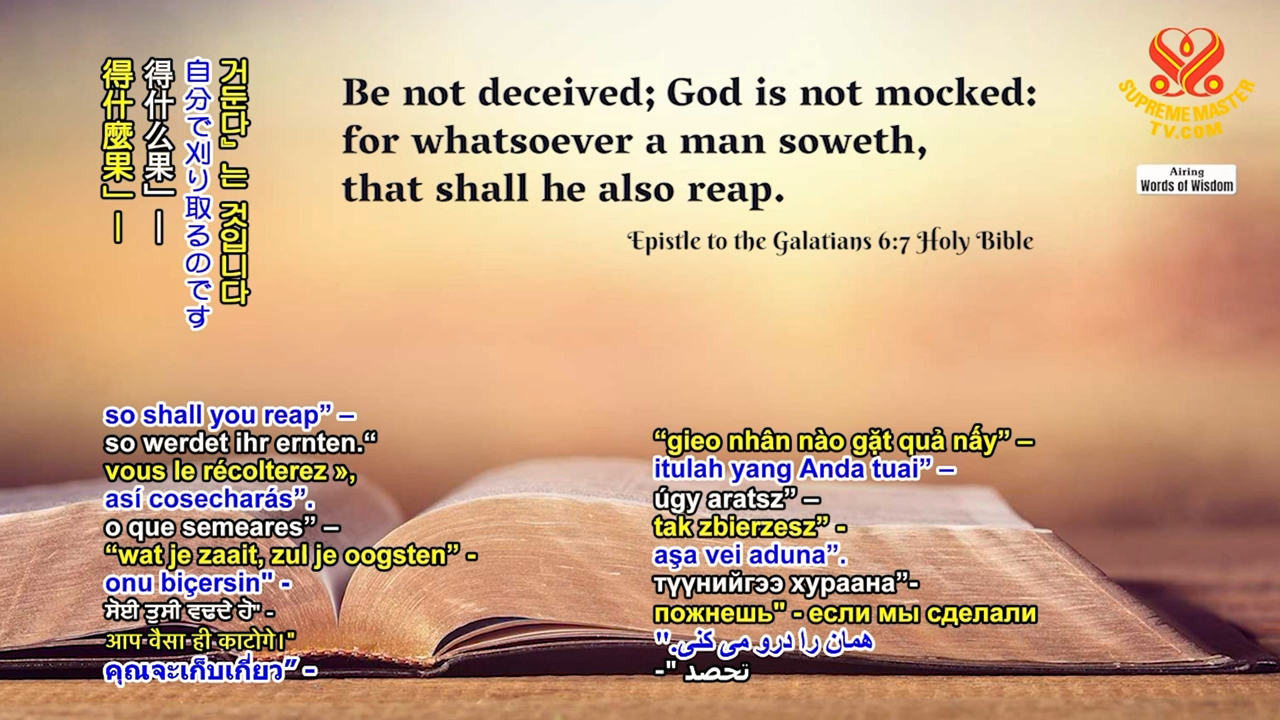 得什麼果」—
得什么果」—
自分で刈り取るのです
거둔다』는 것입니다
Be not deceived; God is not mocked:
for whatsoever a man soweth,
that shall he also reap.
Epistle to the Galatians 6:7 Holy Bible
SUPREME MASTER
TV.COM
Airing
Words of Wisdom
so shall you reap” –
so werdet ihr ernten.“
vous le récolterez »,
así cosecharás”.
o que semeares” –
“wat je zaait, zul je oogsten” -
onu biçersin" -
ਸੋਈ ਤੁਸੀ ਵਢਦੇ ਹੋ" -
आप वैसा ही काटोगे।"
คุณจะเก็บเกี่ยว” -
“gieo nhân nào gặt quả nấy” –
itulah yang Anda tuai” –
úgy aratsz” –
tak zbierzesz” -
aşa vei aduna”.
түүнийгээ хураана”-
пожнешь" - если мы сделали
همان را درو می کنی."
تحصد" -